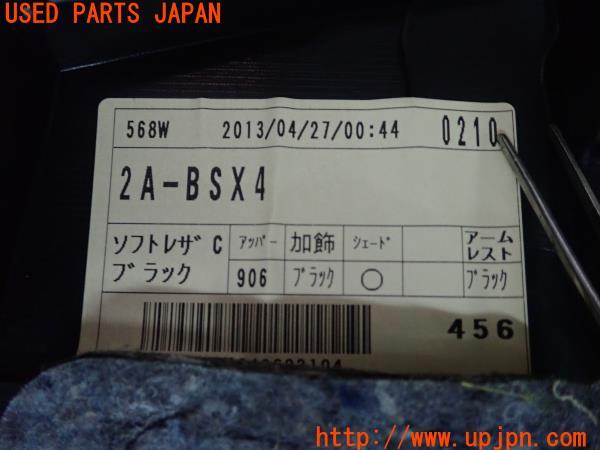 USED PARTS JAPAN
568W 2013/04/27/00:44 0210
2A-BSX4
ソフトレザ C アッパー 加飾 シェード アーム
ブラック 906 ブラック ○ レスト
ブラック
456
http://www.upjpn.com/